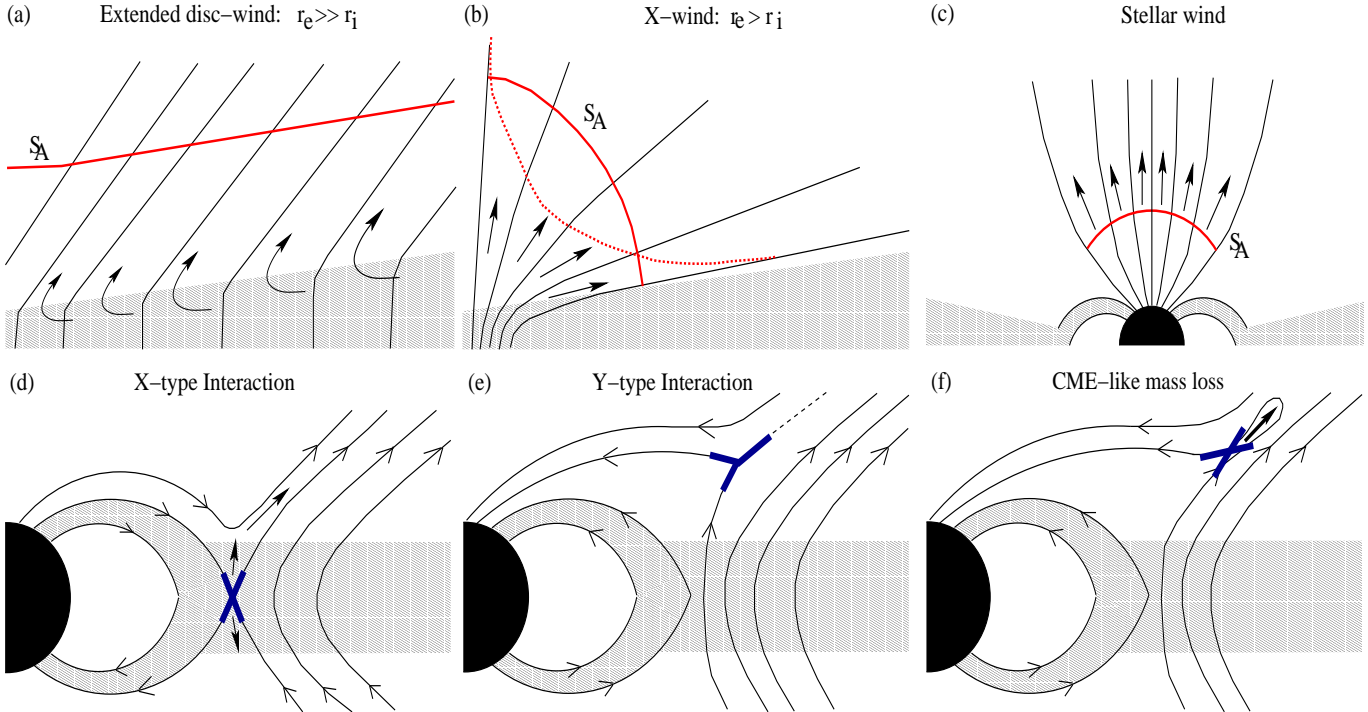 (a) Extended disc-wind: re >> ri
SA
(b) X-wind: re > ri
SA
(c) Stellar wind
SA
(d) X-type Interaction
(e) Y-type Interaction
(f) CME-like mass loss